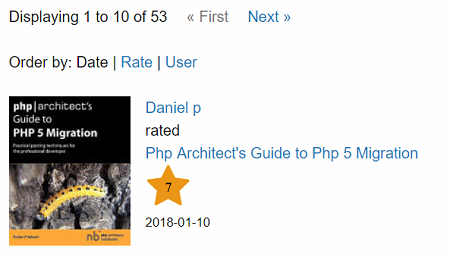 Displaying 1 to 10 of 53 « First Next »
Order by: Date | Rate | User
php|architect's
Guide to
PHP 5 Migration
Practical porting techniques for
the professional developer
nb php|architect
Daniel p
rated
Php Architect's Guide to Php 5 Migration
7
2018-01-10